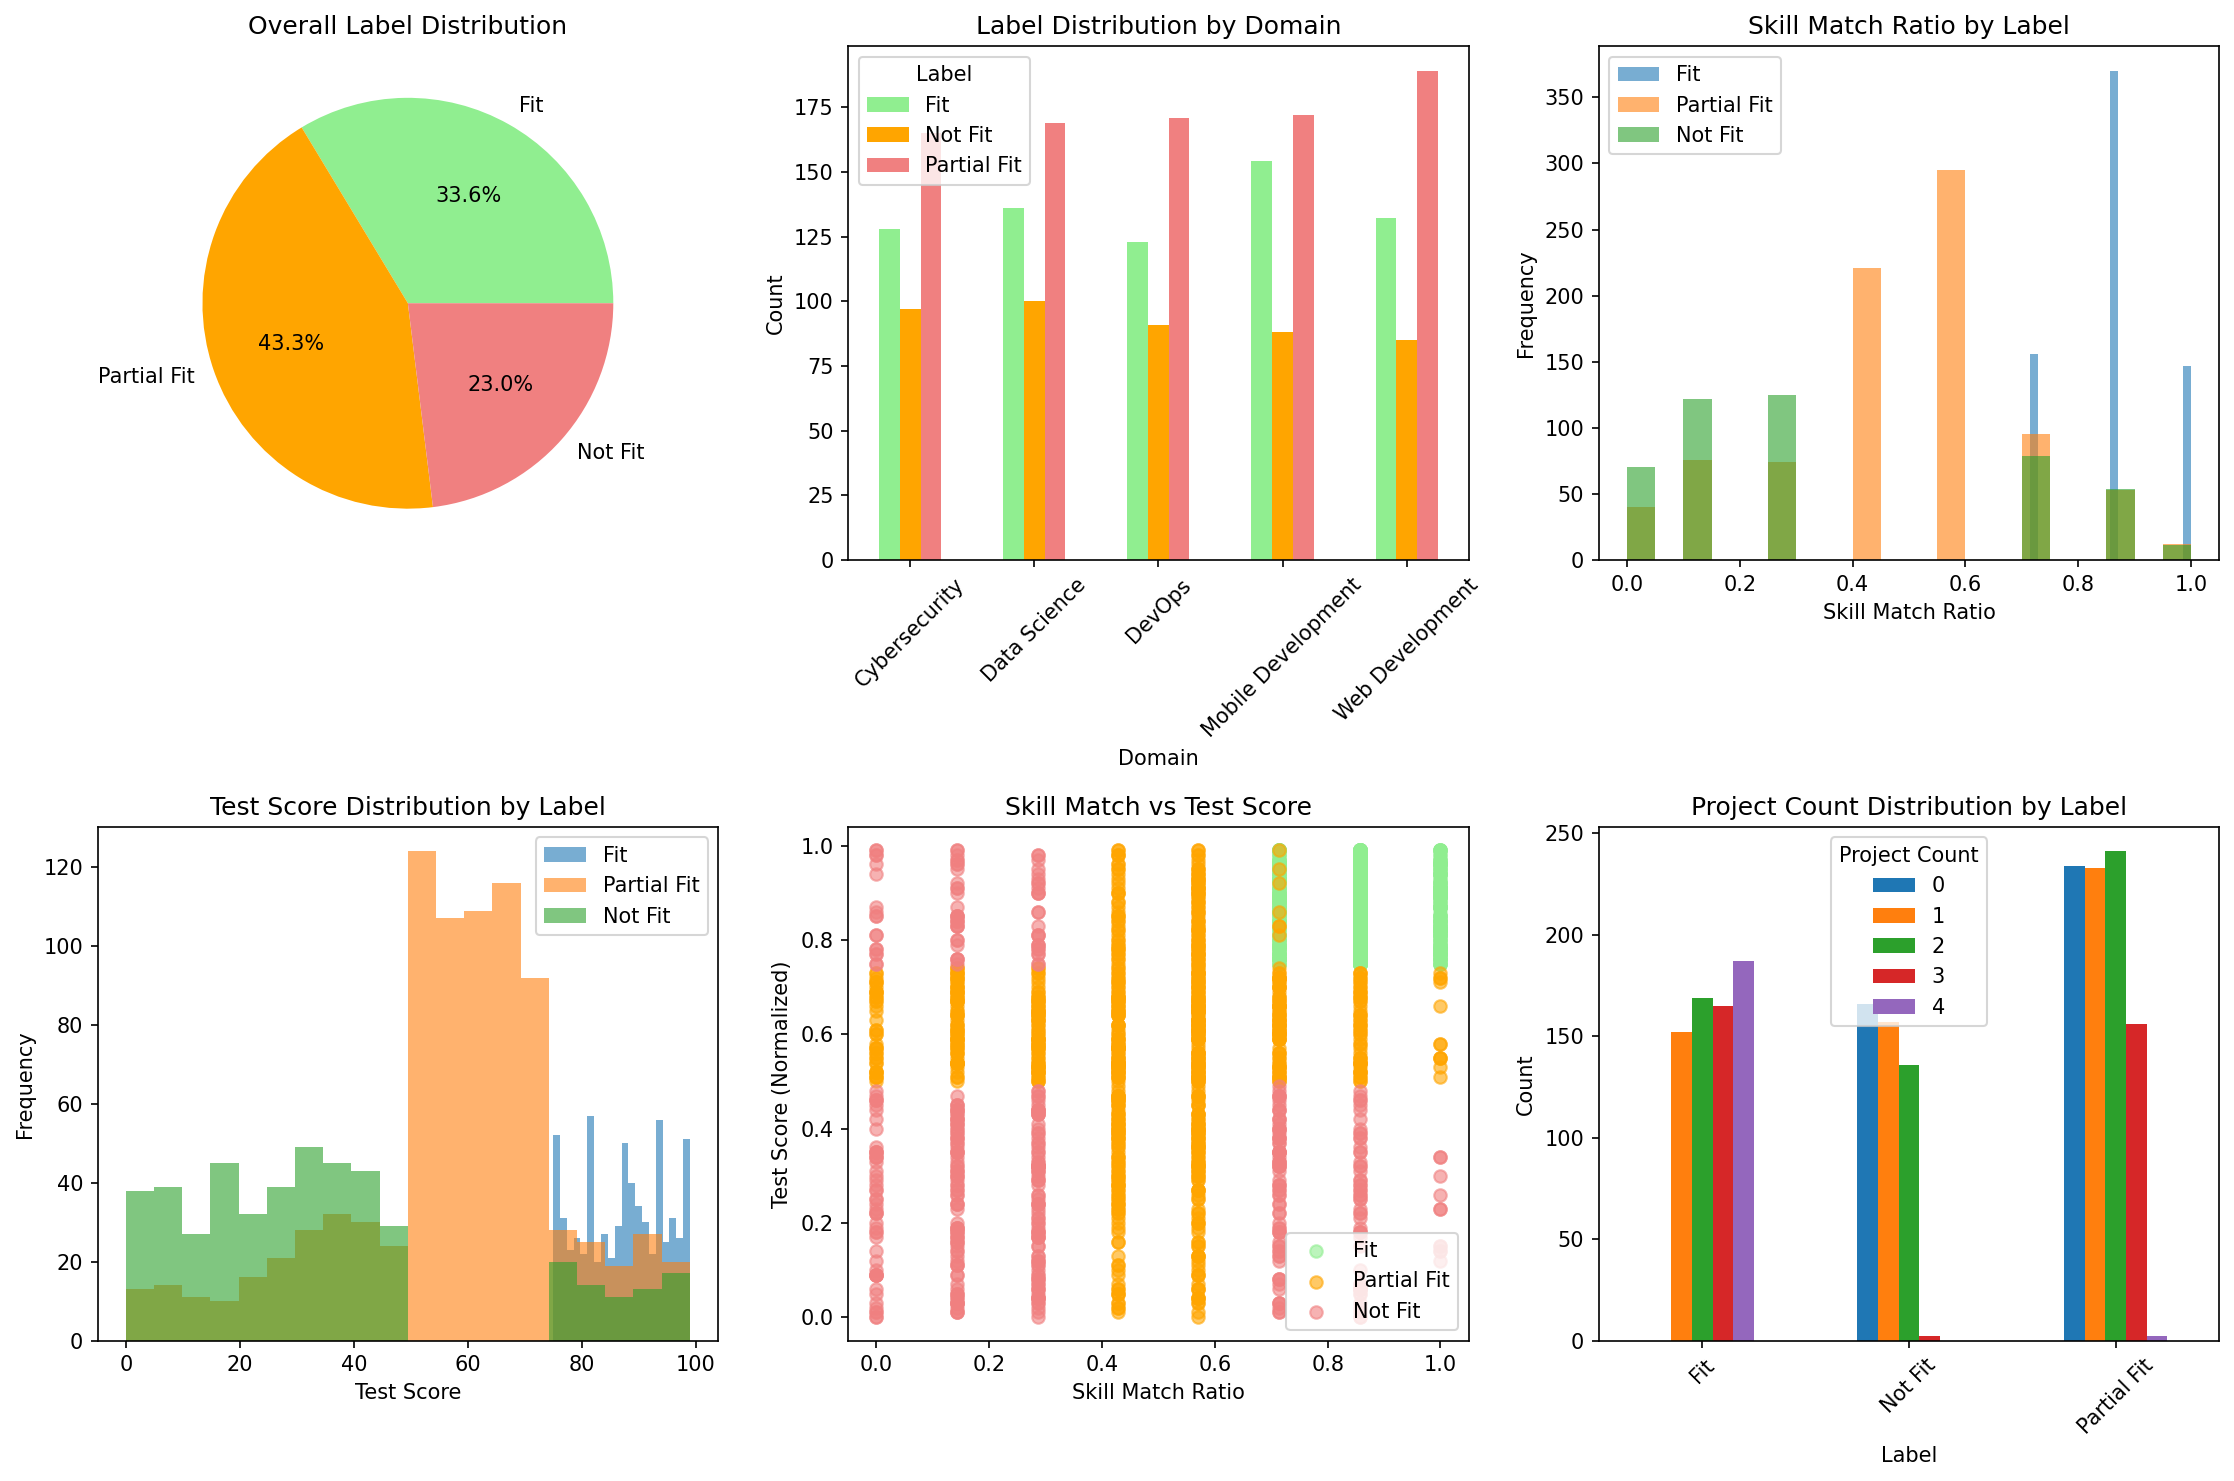 Overall Label Distribution
Fit
33.6%
43.3%
Partial Fit
23.0%
Not Fit
Label Distribution by Domain
Label
Fit
Not Fit
Partial Fit
175
150
125
100
75
50
25
0
Count
Cybersecurity
Data Science
DevOps
Mobile Development
Web Development
Domain
Skill Match Ratio by Label
Fit
Partial Fit
Not Fit
350
300
250
200
150
100
50
0
Frequency
0.0 0.2 0.4 0.6 0.8 1.0
Skill Match Ratio
Test Score Distribution by Label
Fit
Partial Fit
Not Fit
120
100
80
60
40
20
0
Frequency
0 20 40 60 80 100
Test Score
Skill Match vs Test Score
1.0
0.8
0.6
0.4
0.2
0.0
Test Score (Normalized)
Fit
Partial Fit
Not Fit
0.0 0.2 0.4 0.6 0.8 1.0
Skill Match Ratio
Project Count Distribution by Label
Project Count
0
1
2
3
4
250
200
150
100
50
0
Count
Fit
Not Fit
Partial Fit
Label